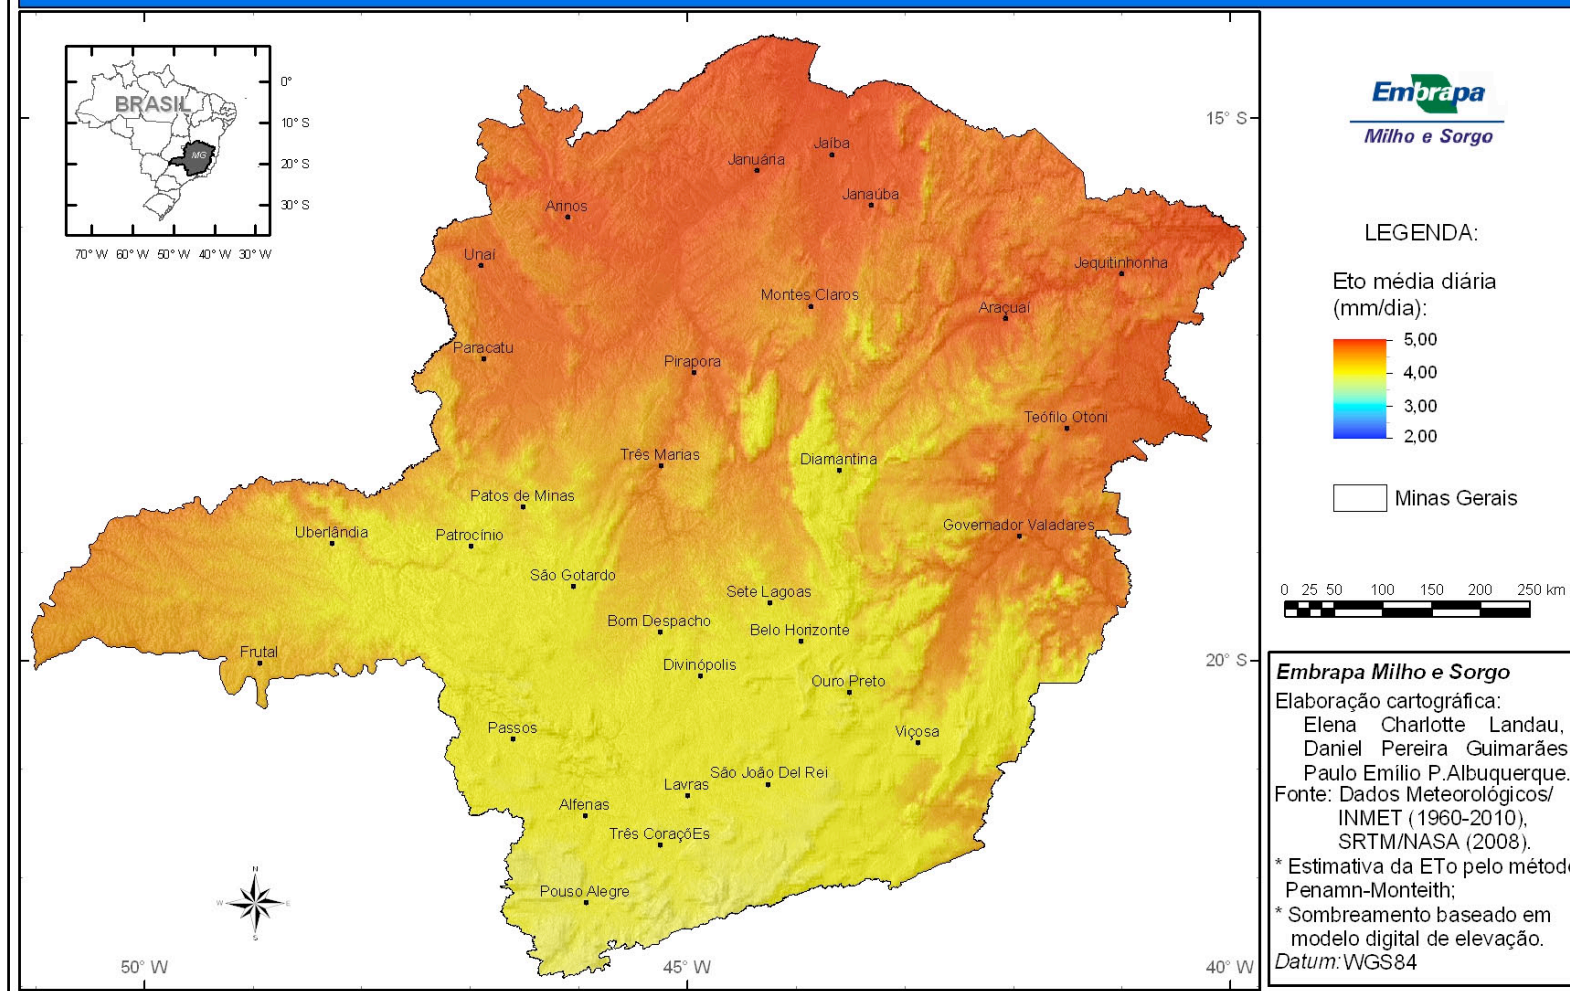 BRASIL
MG
0°
10° S
20° S
30° S
70° W 60° W 50° W 40° W 30° W
Jaíba
Januária
Janaúba
Arinos
Unaí
Jequitinhonha
Montes Claros
Araçuaí
Paracatu
Pirapora
Teófilo Otoni
Três Marias
Diamantina
Patos de Minas
Uberlândia
Patrocínio
Governador Valadares
São Gotardo
Sete Lagoas
Bom Despacho
Belo Horizonte
Frutal
Divinópolis
Ouro Preto
Passos
Viçosa
São João Del Rei
Lavras
Alfenas
Três CoraçõEs
Pouso Alegre
N
W E
S
50° W
45° W
40° W
15° S
20° S
Embrapa
Milho e Sorgo
LEGENDA:
Eto média diária
(mm/dia):
5,00
4,00
3,00
2,00
Minas Gerais
0 25 50 100 150 200 250 km
Embrapa Milho e Sorgo
Elaboração cartográfica:
Elena Charlotte Landau,
Daniel Pereira Guimarães
Paulo Emílio P.Albuquerque.
Fonte: Dados Meteorológicos/
INMET (1960-2010),
SRTM/NASA (2008).
* Estimativa da ETo pelo método
Penamn-Monteith;
* Sombreamento baseado em
modelo digital de elevação.
Datum:WGS84